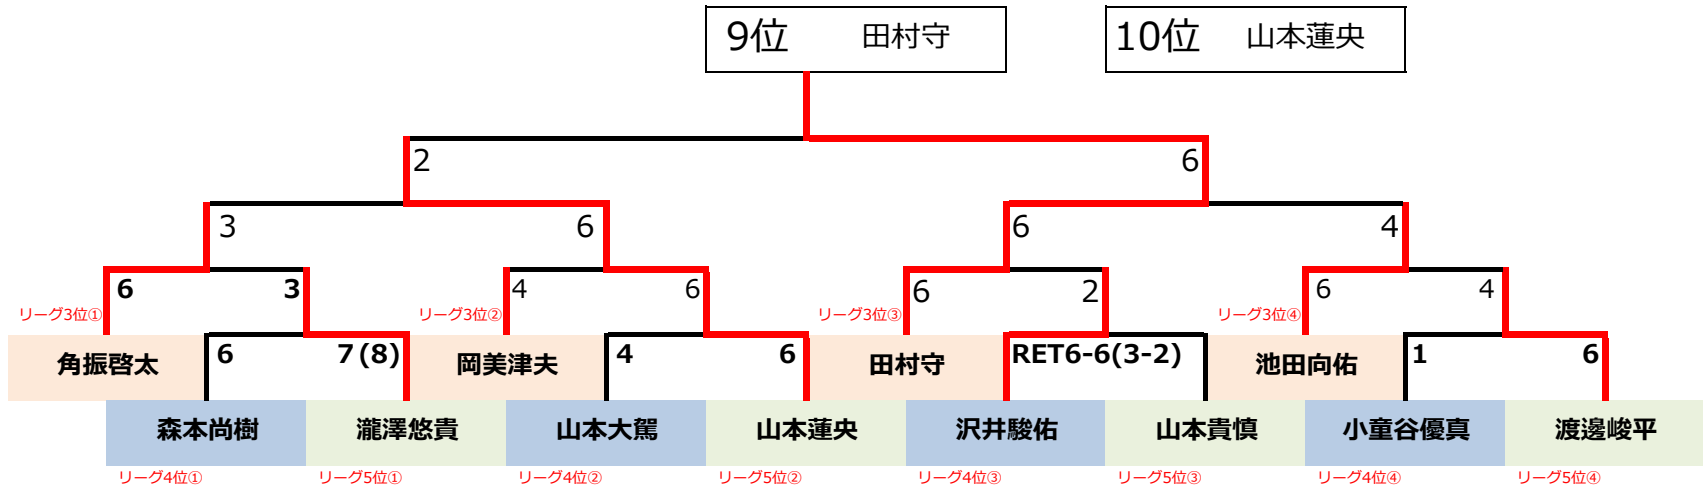 9位 田村守 10位 山本蓮央
2 6
3 6 6 4
6 3 4 6 6 2 6 4
リーグ3位① リーグ3位② リーグ3位③ リーグ3位④
角振啓太 6 7(8) 岡美津夫 4 6 田村守 RET6-6(3-2) 池田向佑 1 6
森本尚樹 瀧澤悠貴 山本大駕 山本蓮央 沢井駿佑 山本貴慎 小童谷優真 渡邊峻平
リーグ4位① リーグ5位① リーグ4位② リーグ5位② リーグ4位③ リーグ5位③ リーグ4位④ リーグ5位④